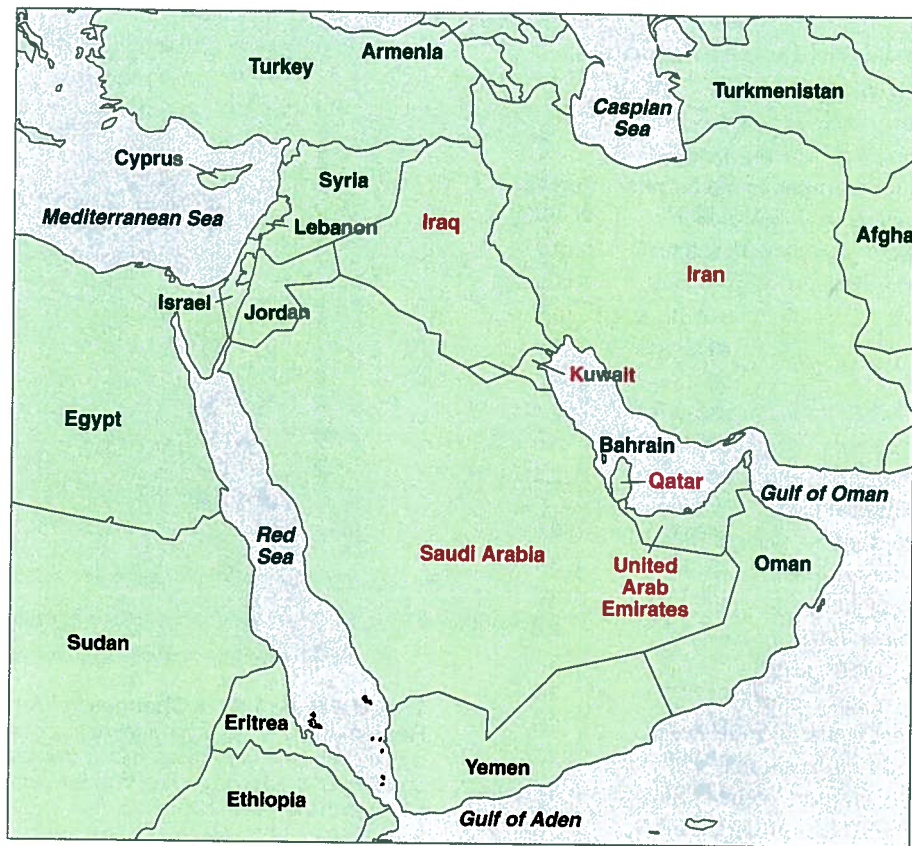 Armenia
Turkey
Turkmenistan
Caspian
Sea
Cyprus
Syria
Mediterranean Sea
Lebanon
Iraq
Afgha
Iran
Israel
Jordan
Kuwait
Egypt
Bahrain
Qatar
Gulf of Oman
Red
Sea
Saudi Arabia
United
Arab
Emirates
Oman
Sudan
Eritrea
Yemen
Ethiopia
Gulf of Aden